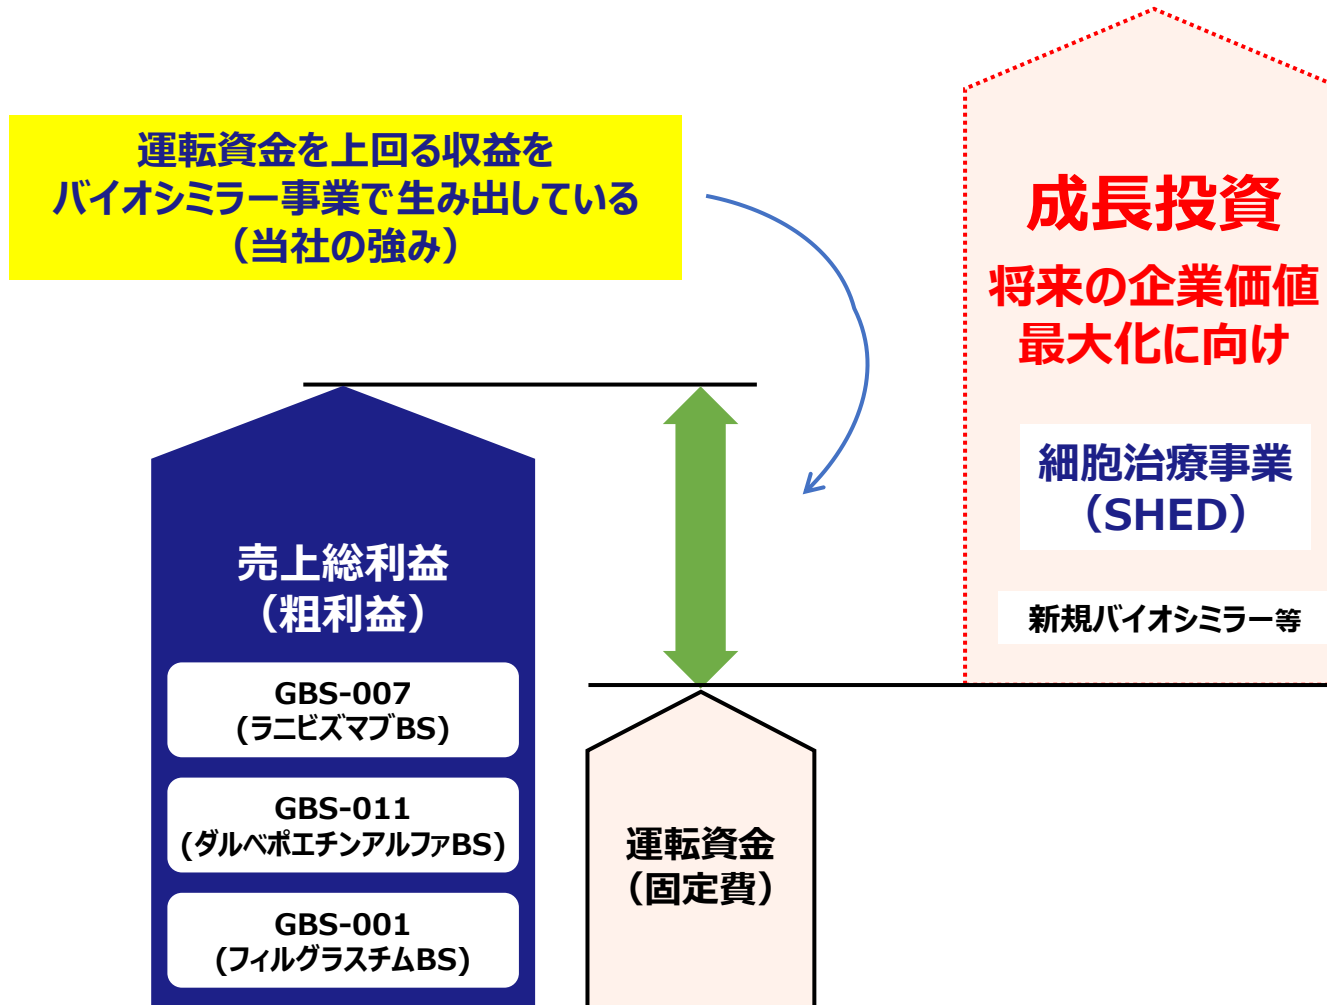 運転資金を上回る収益を
バイオシミラー事業で生み出している
（当社の強み）
成長投資
将来の企業価値
最大化に向け
細胞治療事業
（SHED）
新規バイオシミラー等
売上総利益
（粗利益）
GBS-007
(ラニビズマブBS)
GBS-011
(ダルベポエチンアルファBS)
GBS-001
(フィルグラスチムBS)
運転資金
（固定費）